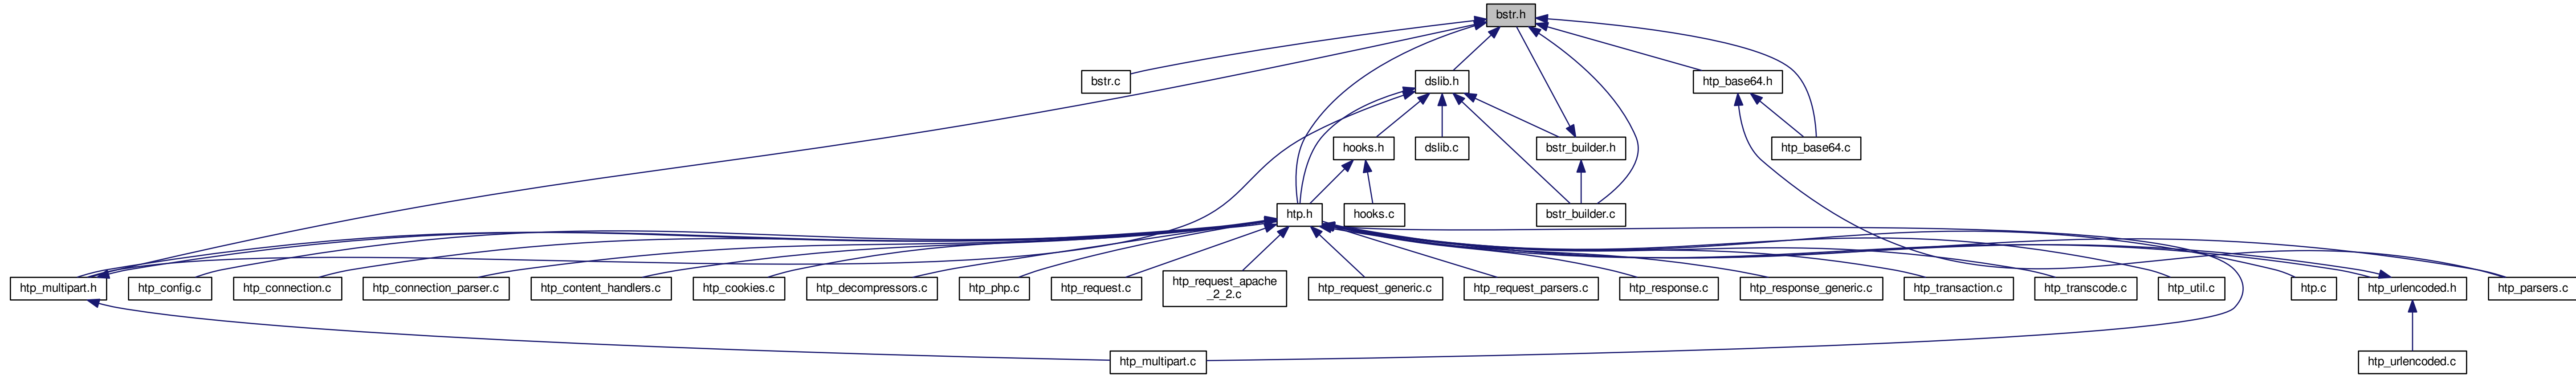 bstr.h
bstr.c
dslib.h
htp_base64.h
hooks.h
dslib.c
bstr_builder.h
htp_base64.c
htp.h
hooks.c
bstr_builder.c
htp_multipart.h
htp_config.c
htp_connection.c
htp_connection_parser.c
htp_content_handlers.c
htp_cookies.c
htp_decompressors.c
htp_php.c
htp_request.c
htp_request_apache
_2_2.c
htp_request_generic.c
htp_request_parsers.c
htp_response.c
htp_response_generic.c
htp_transaction.c
htp_transcode.c
htp_util.c
htp.c
htp_urlencoded.h
htp_parsers.c
htp_multipart.c
htp_urlencoded.c